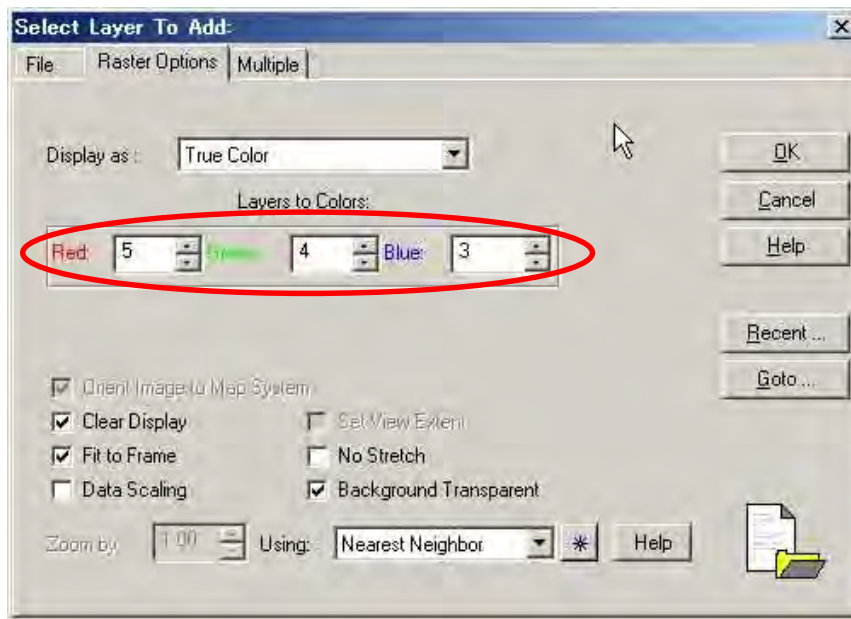 Select Layer To Add:
File Raster Options Multiple
Display as : True Color
OK
Layers to Colors:
Cancel
Red: 5 Green: 4 Blue: 3
Help
Recent ...
Goto ...
Orient Image to Map System
Clear Display Set View Extent
Fit to Frame No Stretch
Data Scaling Background Transparent
Zoom by: 1.00 Using: Nearest Neighbor * Help